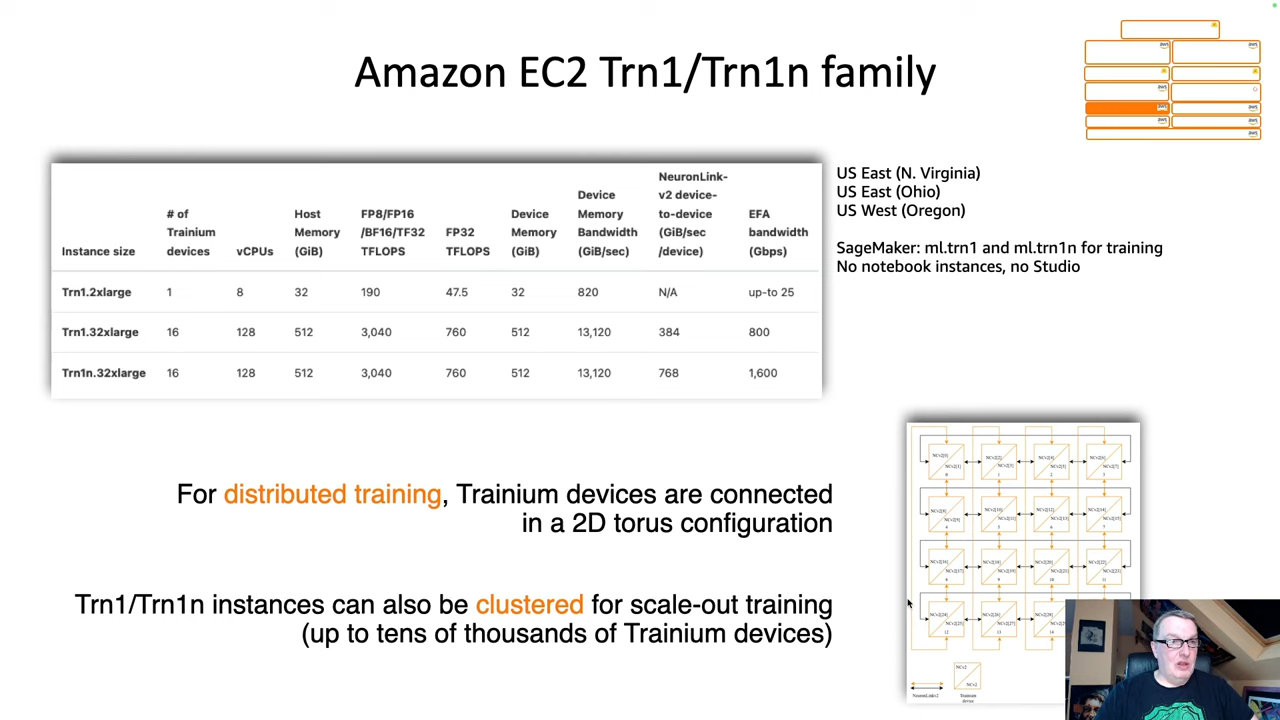 Amazon EC2 Trn1/Trn1n family
Instance size
# of
Trainium
devices
vCPUs
Host
Memory
(GiB)
FP8/FP16
/BF16/TF32
TFLOPS
FP32
TFLOPS
Device
Memory
(GiB)
Device
Memory
Bandwidth
(GiB/sec)
NeuronLink-
v2 device-
to-device
(GiB/sec
/device)
EFA
bandwidth
(Gbps)
Trn1.2xlarge 1 8 32 190 47.5 32 820 N/A up-to 25
Trn1.32xlarge 16 128 512 3,040 760 512 13,120 384 800
Trn1n.32xlarge 16 128 512 3,040 760 512 13,120 768 1,600
US East (N. Virginia)
US East (Ohio)
US West (Oregon)
SageMaker: ml.trn1 and ml.trn1n for training
No notebook instances, no Studio
For distributed training, Trainium devices are connected
in a 2D torus configuration
Trn1/Trn1n instances can also be clustered for scale-out training
(up to tens of thousands of Trainium devices)
NeuronLinkv2
NCv2
NCv2
Trainium
device